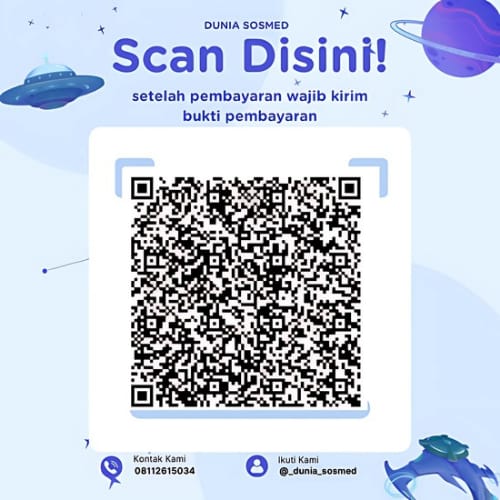 DUNIA SOSMED
Scan Disini!
setelah pembayaran wajib kirim
bukti pembayaran
Kontak Kami
08112615034
Ikuti Kami
@_dunia_sosmed